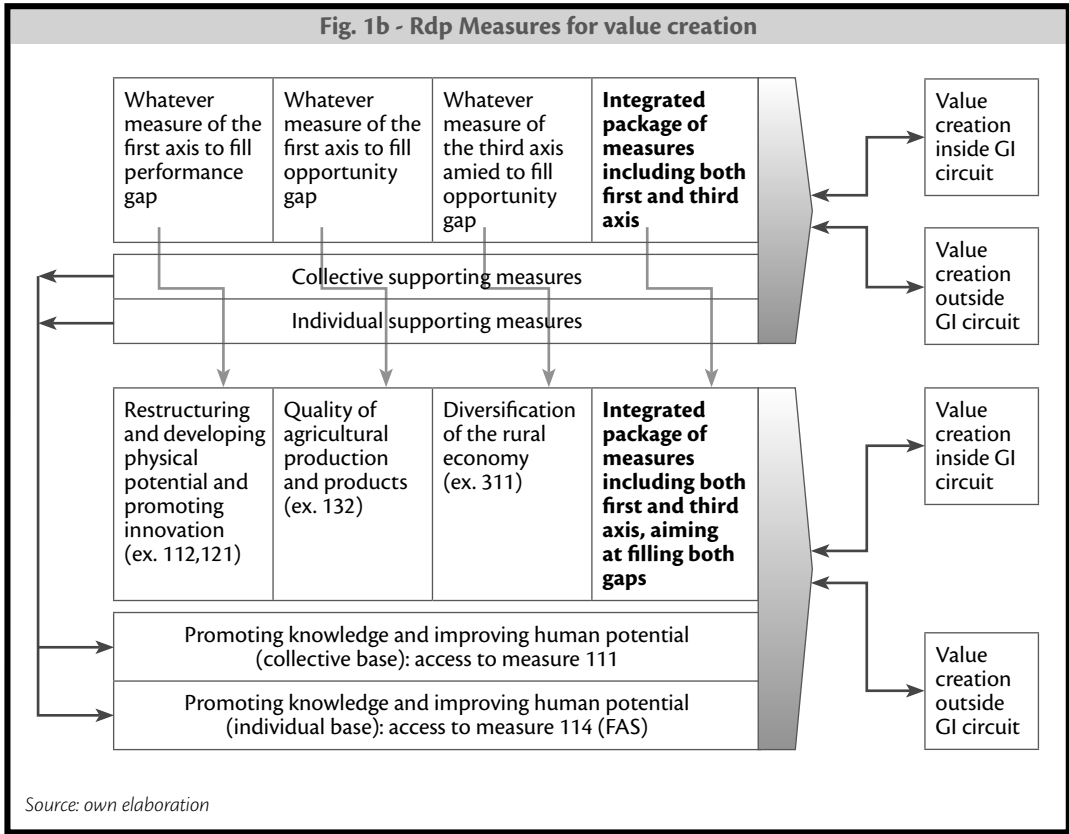 Fig. 1b - Rdp Measures for value creation
Whatever
measure of the
first axis to fill
performance
gap
Whatever
measure of the
first axis to fill
opportunity
gap
Whatever
measure of
the third axis
amied to fill
opportunity
gap
Integrated
package of
measures
including both
first and third
axis
Value
creation
inside GI
circuit
Value
creation
outside
GI circuit
Collective supporting measures
Individual supporting measures
Restructuring
and developing
physical
potential and
promoting
innovation
(ex. 112,121)
Quality of
agricultural
production
and products
(ex. 132)
Diversification
of the rural
economy
(ex. 311)
Integrated
package of
measures
including both
first and third
axis, aiming
at filling both
gaps
Value
creation
inside GI
circuit
Promoting knowledge and improving human potential
(collective base): access to measure 111
Promoting knowledge and improving human potential
(individual base): access to measure 114 (FAS)
Value
creation
outside
GI circuit
Source: own elaboration